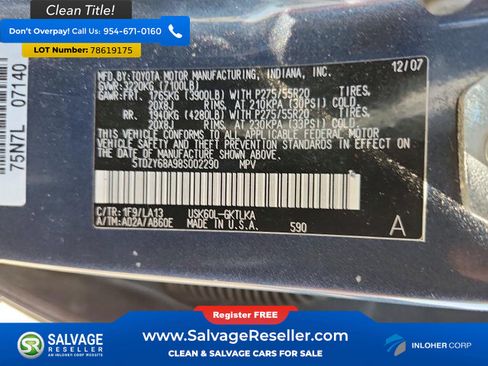 Clean Title!
Don't Overpay! Call Us: 954-671-0160
LOT Number: 78619175
75N7L 07140
MFD. BY: TOYOTA MOTOR MANUFACTURING, INDIANA, INC. 12/07
GVWR: 3220KG (7100LB)
GAWR: FRT. 1765KG (3900LB) WITH P275/55R20 TIRES,
20X8J RIMS, AT 210KPA (30PSI) COLD.
RR. 1940KG (4280LB) WITH P275/55R20 TIRES,
20X8J RIMS, AT 230KPA (33PSI) COLD.
THIS VEHICLE CONFORMS TO ALL APPLICABLE FEDERAL MOTOR
VEHICLE SAFETY STANDARDS IN EFFECT ON THE
DATE OF MANUFACTURE SHOWN ABOVE.
5TDZY68A98S002290 MPV
C/TR: 1F9/LA13 USK60L-GKTLKA
A/TM: A02A/AB60E MADE IN U.S.A. 590 A
Register FREE!
SALVAGE RESELLER
AN INLOHER CORP WEBSITE
www.SalvageReseller.com
CLEAN & SALVAGE CARS FOR SALE
INLOHER CORP